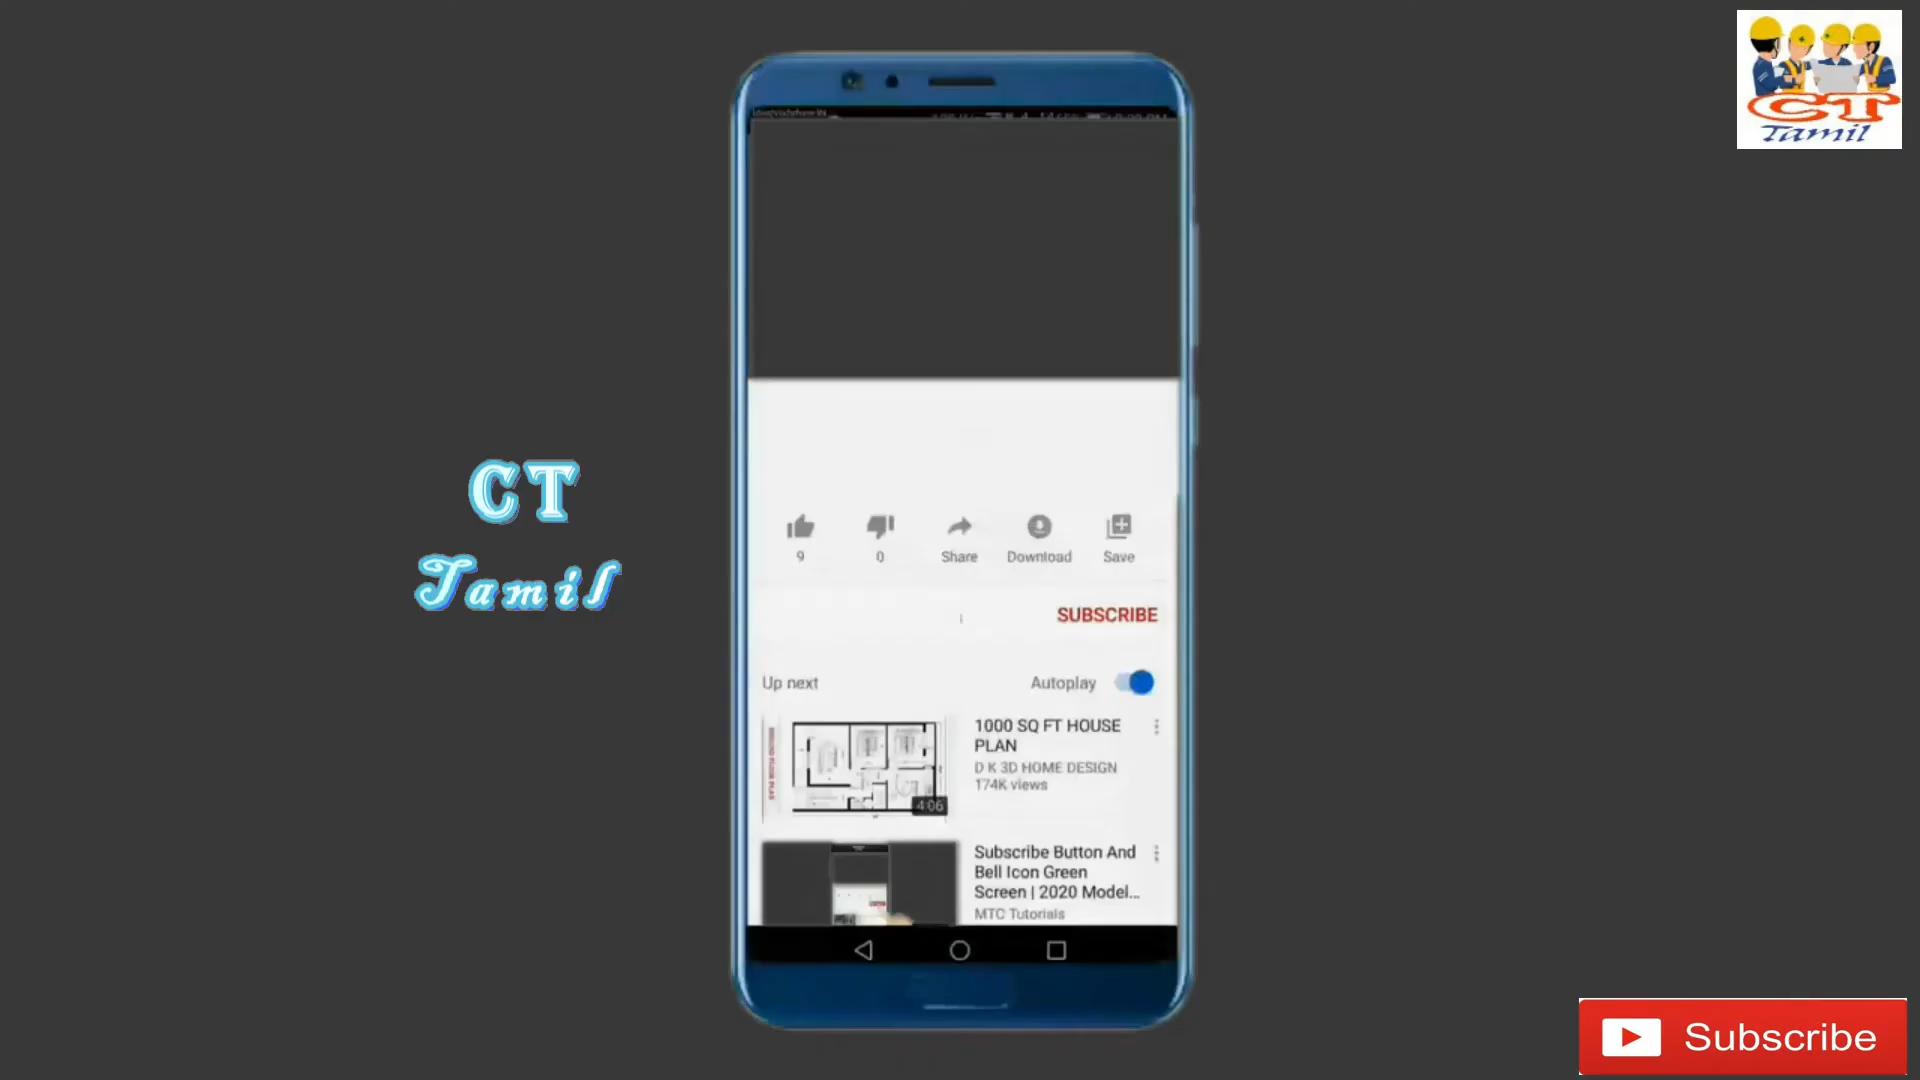 CT
Tamil
CT
Tamil
9
0
Share
Download
Save
SUBSCRIBE
Up next
Autoplay
1000 SQ FT HOUSE
PLAN
D K 3D HOME DESIGN
174K views
4:06
Subscribe Button And
Bell Icon Green
Screen | 2020 Model...
MTC Tutorials
Subscribe